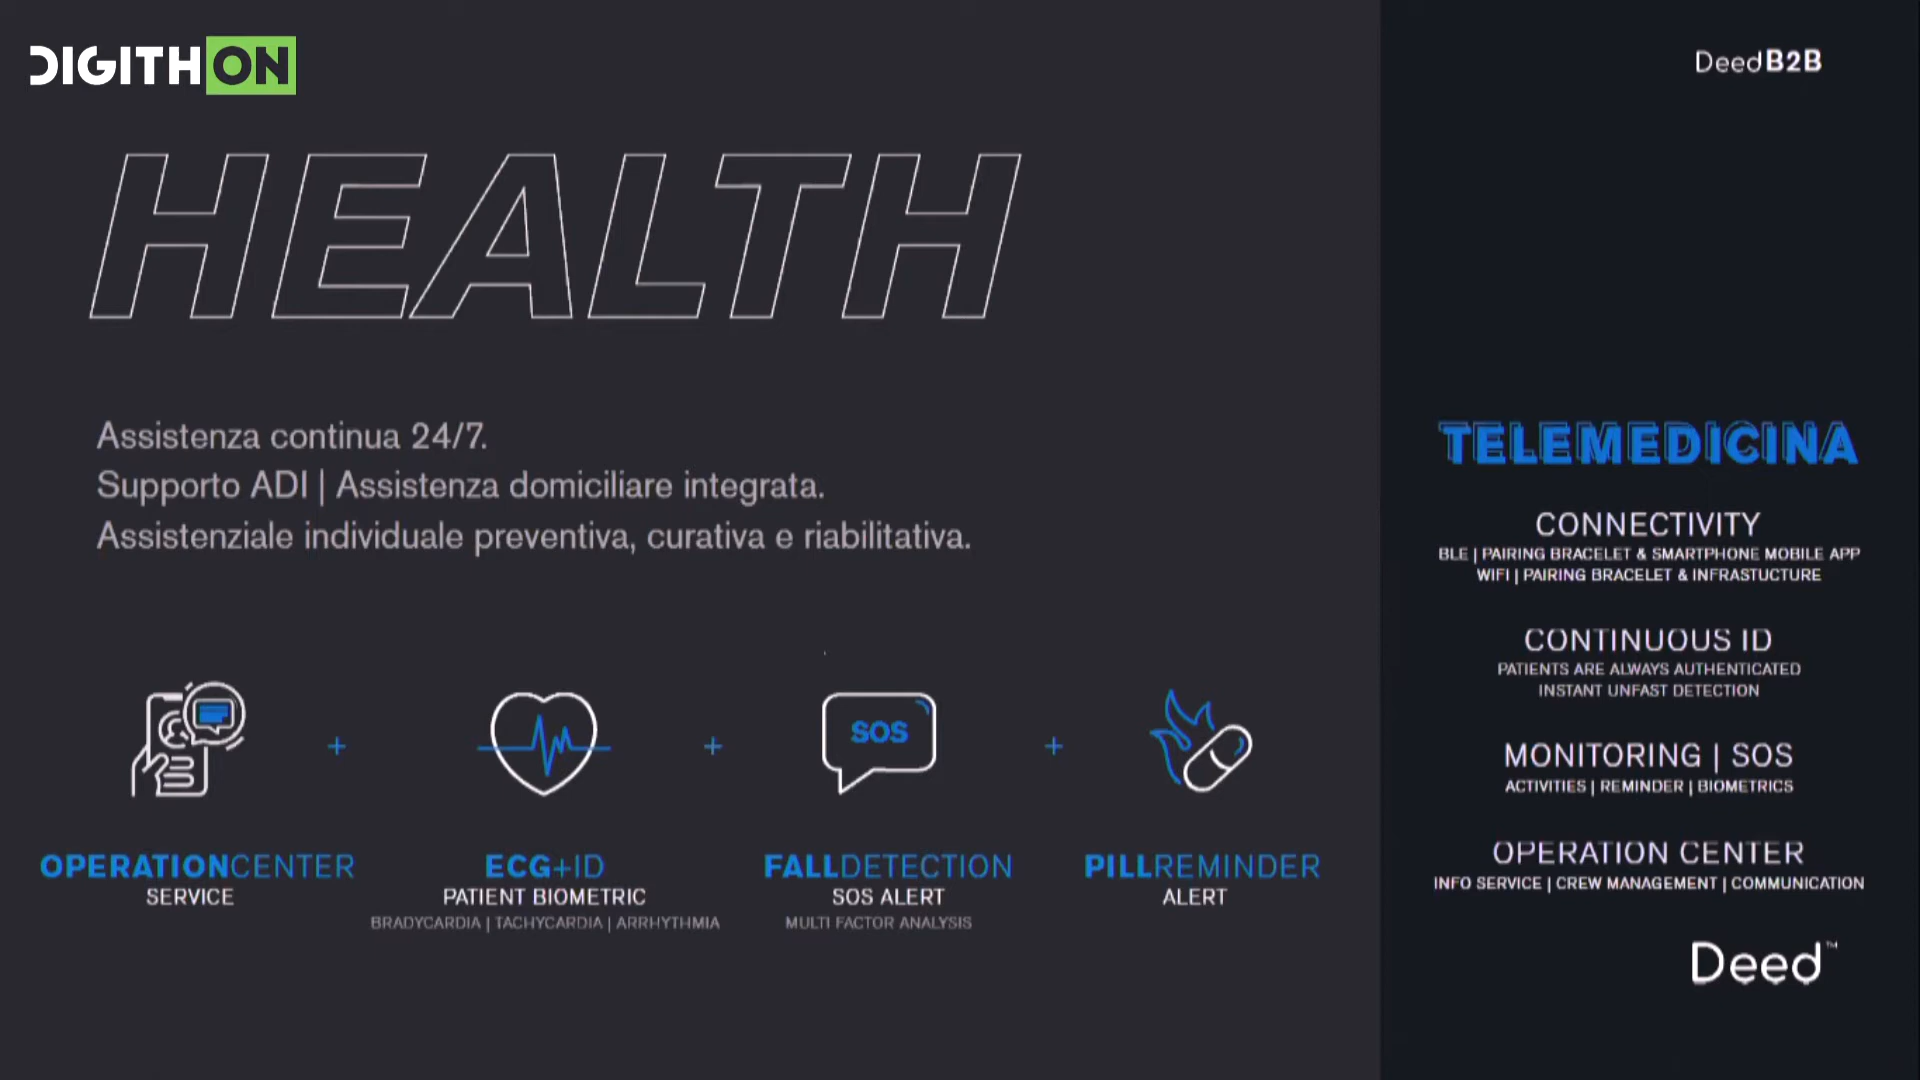 DIGITHON
DeedB2B
HEALTH
Assistenza continua 24/7.
Supporto ADI | Assistenza domiciliare integrata.
Assistenziale individuale preventiva, curativa e riabilitativa.
SOS
OPERATIONCENTER
SERVICE
ECG+ID
PATIENT BIOMETRIC
BRADYCARDIA | TACHYCARDIA | ARRHYTHMIA
FALLDETECTION
SOS ALERT
MULTI FACTOR ANALYSIS
PILLREMINDER
ALERT
TELEMEDICINA
CONNECTIVITY
BLE | PAIRING BRACELET & SMARTPHONE MOBILE APP
WIFI | PAIRING BRACELET & INFRASTUCTURE
CONTINUOUS ID
PATIENTS ARE ALWAYS AUTHENTICATED
INSTANT UNFAST DETECTION
MONITORING | SOS
ACTIVITIES | REMINDER | BIOMETRICS
OPERATION CENTER
INFO SERVICE | CREW MANAGEMENT | COMMUNICATION
Deed™